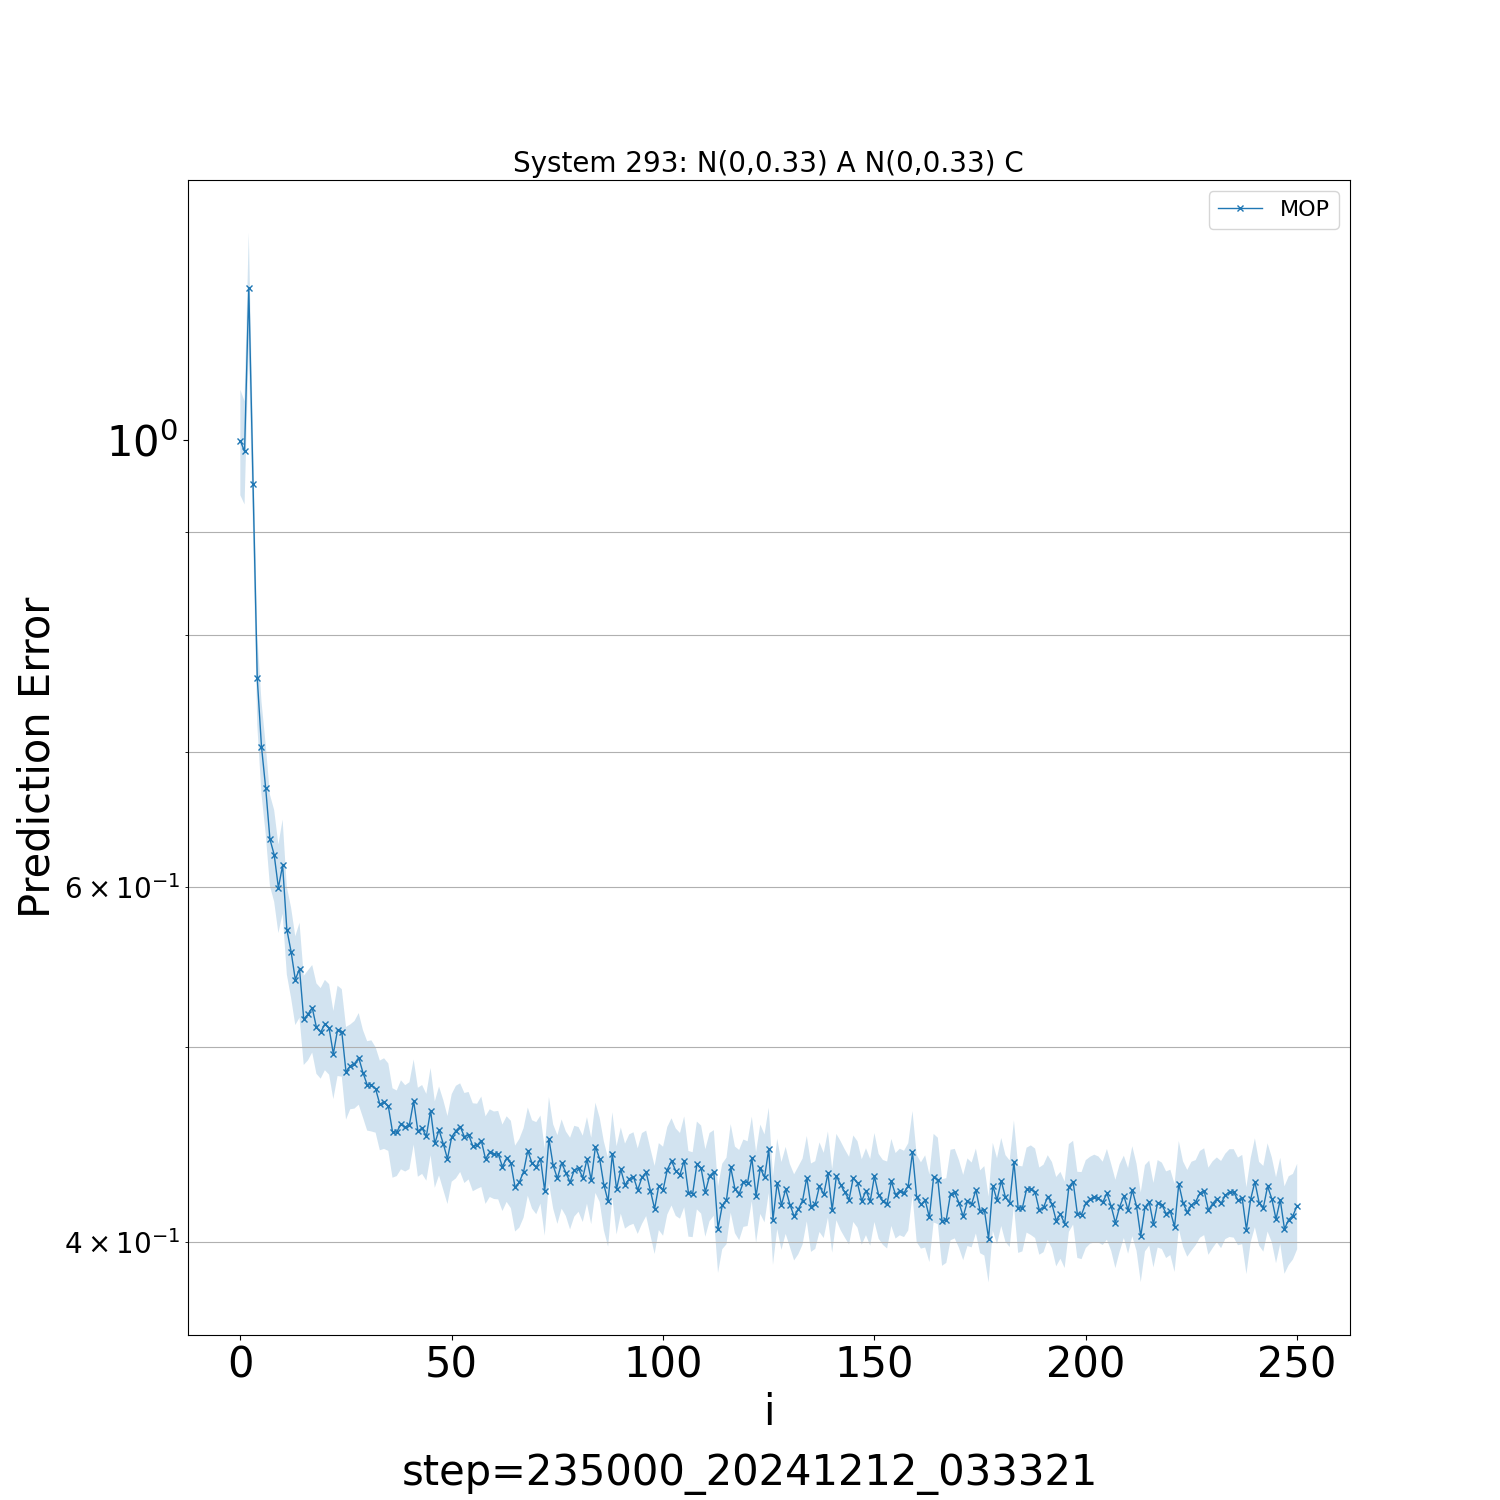 System 293: N(0,0.33) A N(0,0.33) C
MOP
10⁰
6 × 10⁻¹
4 × 10⁻¹
Prediction Error
0 50 100 150 200 250
i
step=235000_20241212_033321